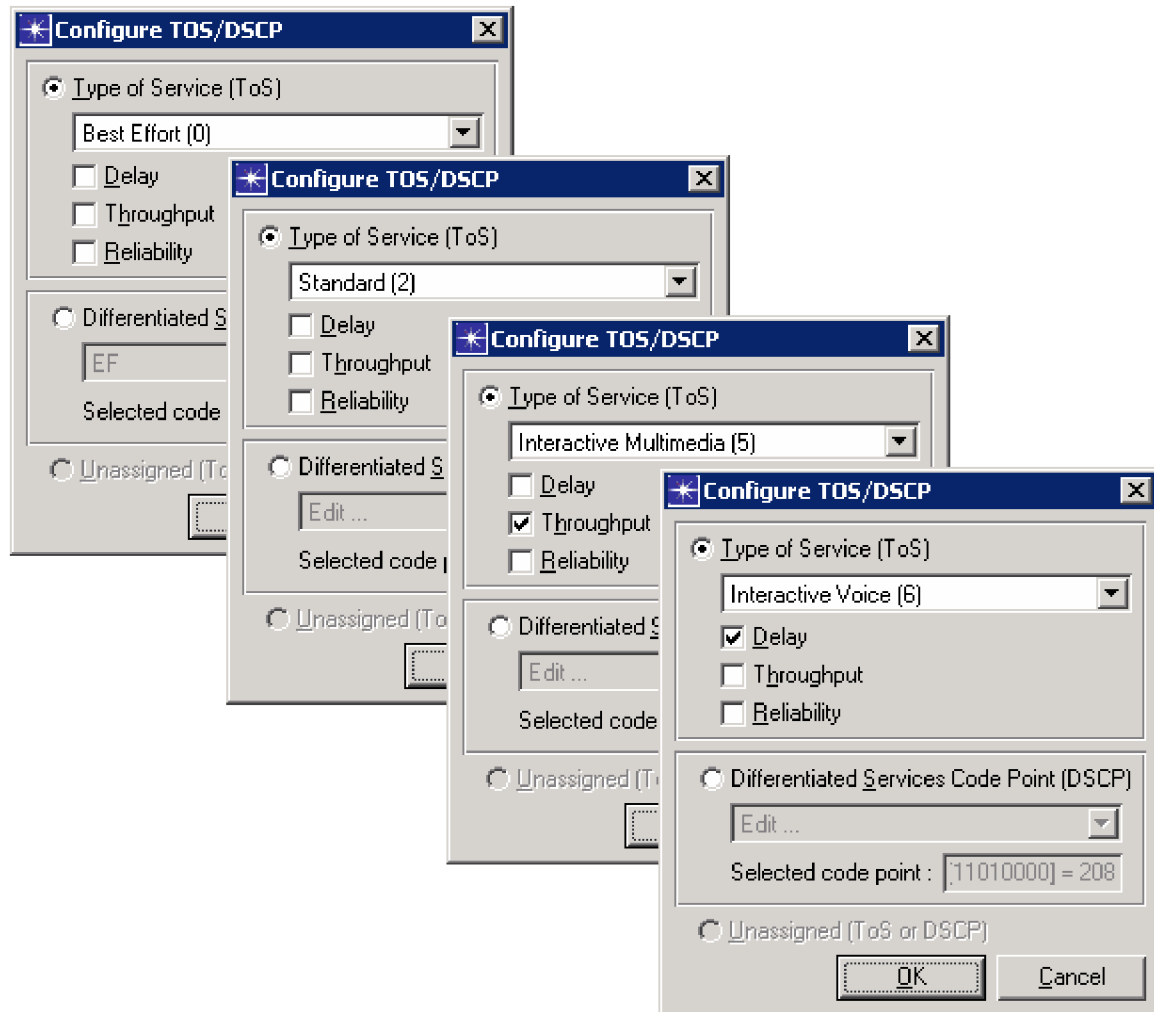 Configure TOS/DSCP
Type of Service (ToS)
Best Effort (0)
Delay
Throughput
Reliability
Differentiated S
EF
Selected code
Unassigned (To
Configure TOS/DSCP
Type of Service (ToS)
Standard (2)
Delay
Throughput
Reliability
Differentiated S
Edit ...
Selected code
Unassigned (To
Configure TOS/DSCP
Type of Service (ToS)
Interactive Multimedia (5)
Delay
Throughput
Reliability
Differentiated S
Edit ...
Selected code
Unassigned (T
Configure TOS/DSCP
Type of Service (ToS)
Interactive Voice (6)
Delay
Throughput
Reliability
Differentiated Services Code Point (DSCP)
Edit ...
Selected code point : [11010000] = 208
Unassigned (ToS or DSCP)
OK Cancel